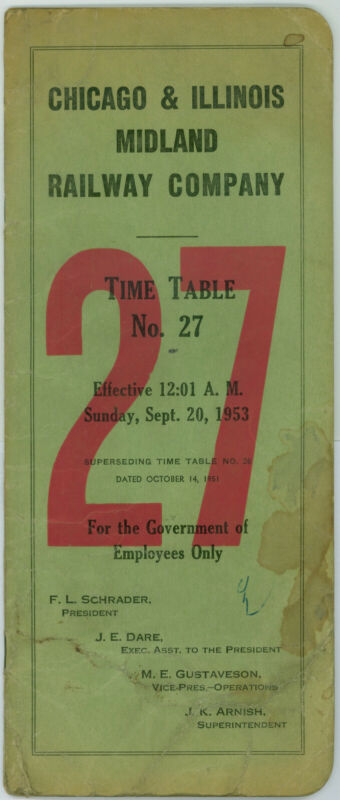 CHICAGO & ILLINOIS
MIDLAND
RAILWAY COMPANY
27
TIME TABLE
No. 27
Effective 12:01 A. M.
Sunday, Sept. 20, 1953
SUPERSEDING TIME TABLE NO. 26
DATED OCTOBER 14, 1951
For the Government of
Employees Only
F. L. SCHRADER,
PRESIDENT
J. E. DARE,
EXEC. ASST. TO THE PRESIDENT
M. E. GUSTAVESON,
VICE-PRES.-OPERATIONS
J. K. ARNISH,
SUPERINTENDENT